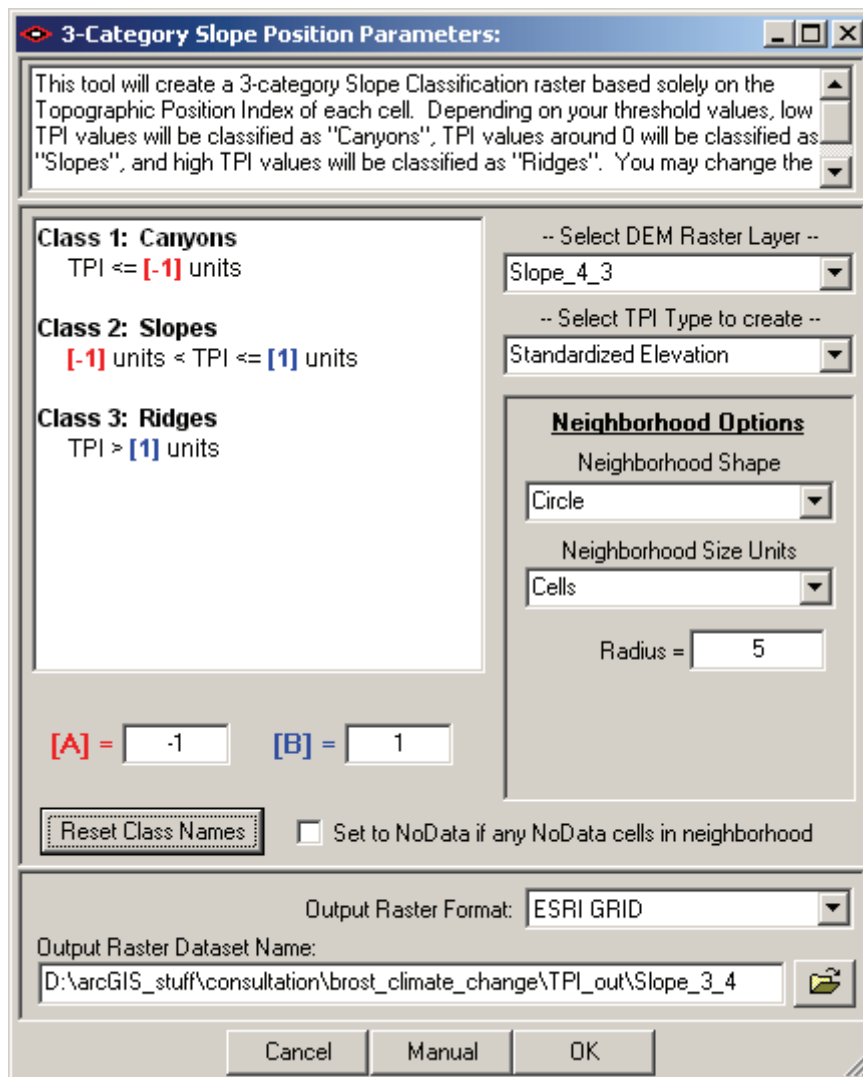 3-Category Slope Position Parameters:
This tool will create a 3-category Slope Classification raster based solely on the
Topographic Position Index of each cell.  Depending on your threshold values, low
TPI values will be classified as "Canyons", TPI values around 0 will be classified as
"Slopes", and high TPI values will be classified as "Ridges".  You may change the
Class 1:  Canyons
TPI <= [-1] units
Class 2:  Slopes
[-1] units < TPI <= [1] units
Class 3:  Ridges
TPI > [1] units
[A] = -1
[B] = 1
-- Select DEM Raster Layer --
Slope_4_3
-- Select TPI Type to create --
Standardized Elevation
Neighborhood Options
Neighborhood Shape
Circle
Neighborhood Size Units
Cells
Radius = 5
Reset Class Names
Set to NoData if any NoData cells in neighborhood
Output Raster Format: ESRI GRID
Output Raster Dataset Name:
D:\arcGIS_stuff\consultation\brost_climate_change\TPI_out\Slope_3_4
Cancel
Manual
OK